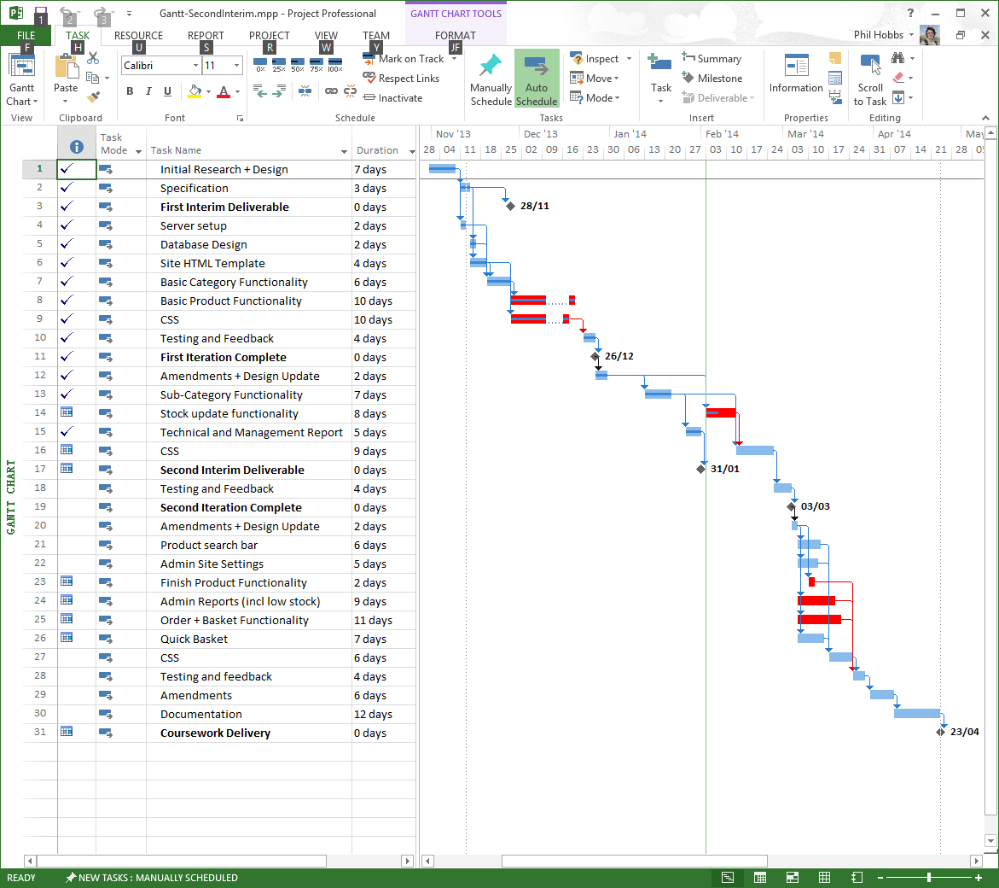 Gantt-SecondInterim.mpp - Project Professional
GANTT CHART TOOLS
?
1 2 3
FILE TASK RESOURCE REPORT PROJECT VIEW TEAM FORMAT
Phil Hobbs
F H U S R W Y JF
Calibri 11
0% 25% 50% 75% 100%
Mark on Track
Inspect
Summary
Respect Links
Move
Milestone
Inactivate
Mode
Deliverable
B I U A
Gantt Chart
Paste
Manually Schedule
Auto Schedule
Task
Information
Scroll to Task
View Clipboard Font Schedule Tasks Insert Properties Editing
Task Mode Task Name Duration
Nov '13 Dec '13 Jan '14 Feb '14 Mar '14 Apr '14 May
28 04 11 18 25 02 09 16 23 30 06 13 20 27 03 10 17 24 03 10 17 24 31 07 14 21 28 05
1 Initial Research + Design 7 days
2 Specification 3 days
3 First Interim Deliverable 0 days 28/11
4 Server setup 2 days
5 Database Design 2 days
6 Site HTML Template 4 days
7 Basic Category Functionality 6 days
8 Basic Product Functionality 10 days
9 CSS 10 days
10 Testing and Feedback 4 days
11 First Iteration Complete 0 days 26/12
12 Amendments + Design Update 2 days
13 Sub-Category Functionality 7 days
14 Stock update functionality 8 days
15 Technical and Management Report 5 days
16 CSS 9 days
17 Second Interim Deliverable 0 days 31/01
18 Testing and Feedback 4 days
19 Second Iteration Complete 0 days 03/03
20 Amendments + Design Update 2 days
21 Product search bar 6 days
22 Admin Site Settings 5 days
23 Finish Product Functionality 2 days
24 Admin Reports (incl low stock) 9 days
25 Order + Basket Functionality 11 days
26 Quick Basket 7 days
27 CSS 6 days
28 Testing and feedback 4 days
29 Amendments 6 days
30 Documentation 12 days
31 Coursework Delivery 0 days 23/04
GANTT CHART
READY NEW TASKS : MANUALLY SCHEDULED